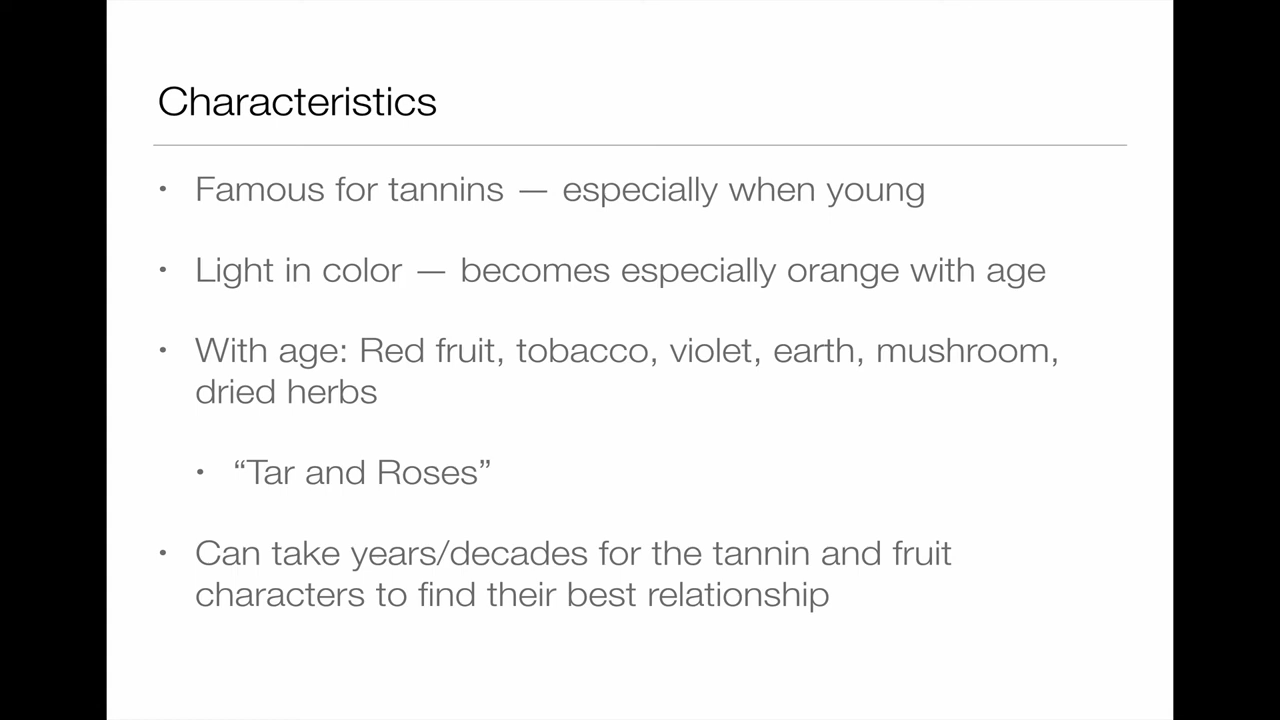 Characteristics
• Famous for tannins — especially when young
• Light in color — becomes especially orange with age
• With age: Red fruit, tobacco, violet, earth, mushroom,
dried herbs
• “Tar and Roses”
• Can take years/decades for the tannin and fruit
characters to find their best relationship